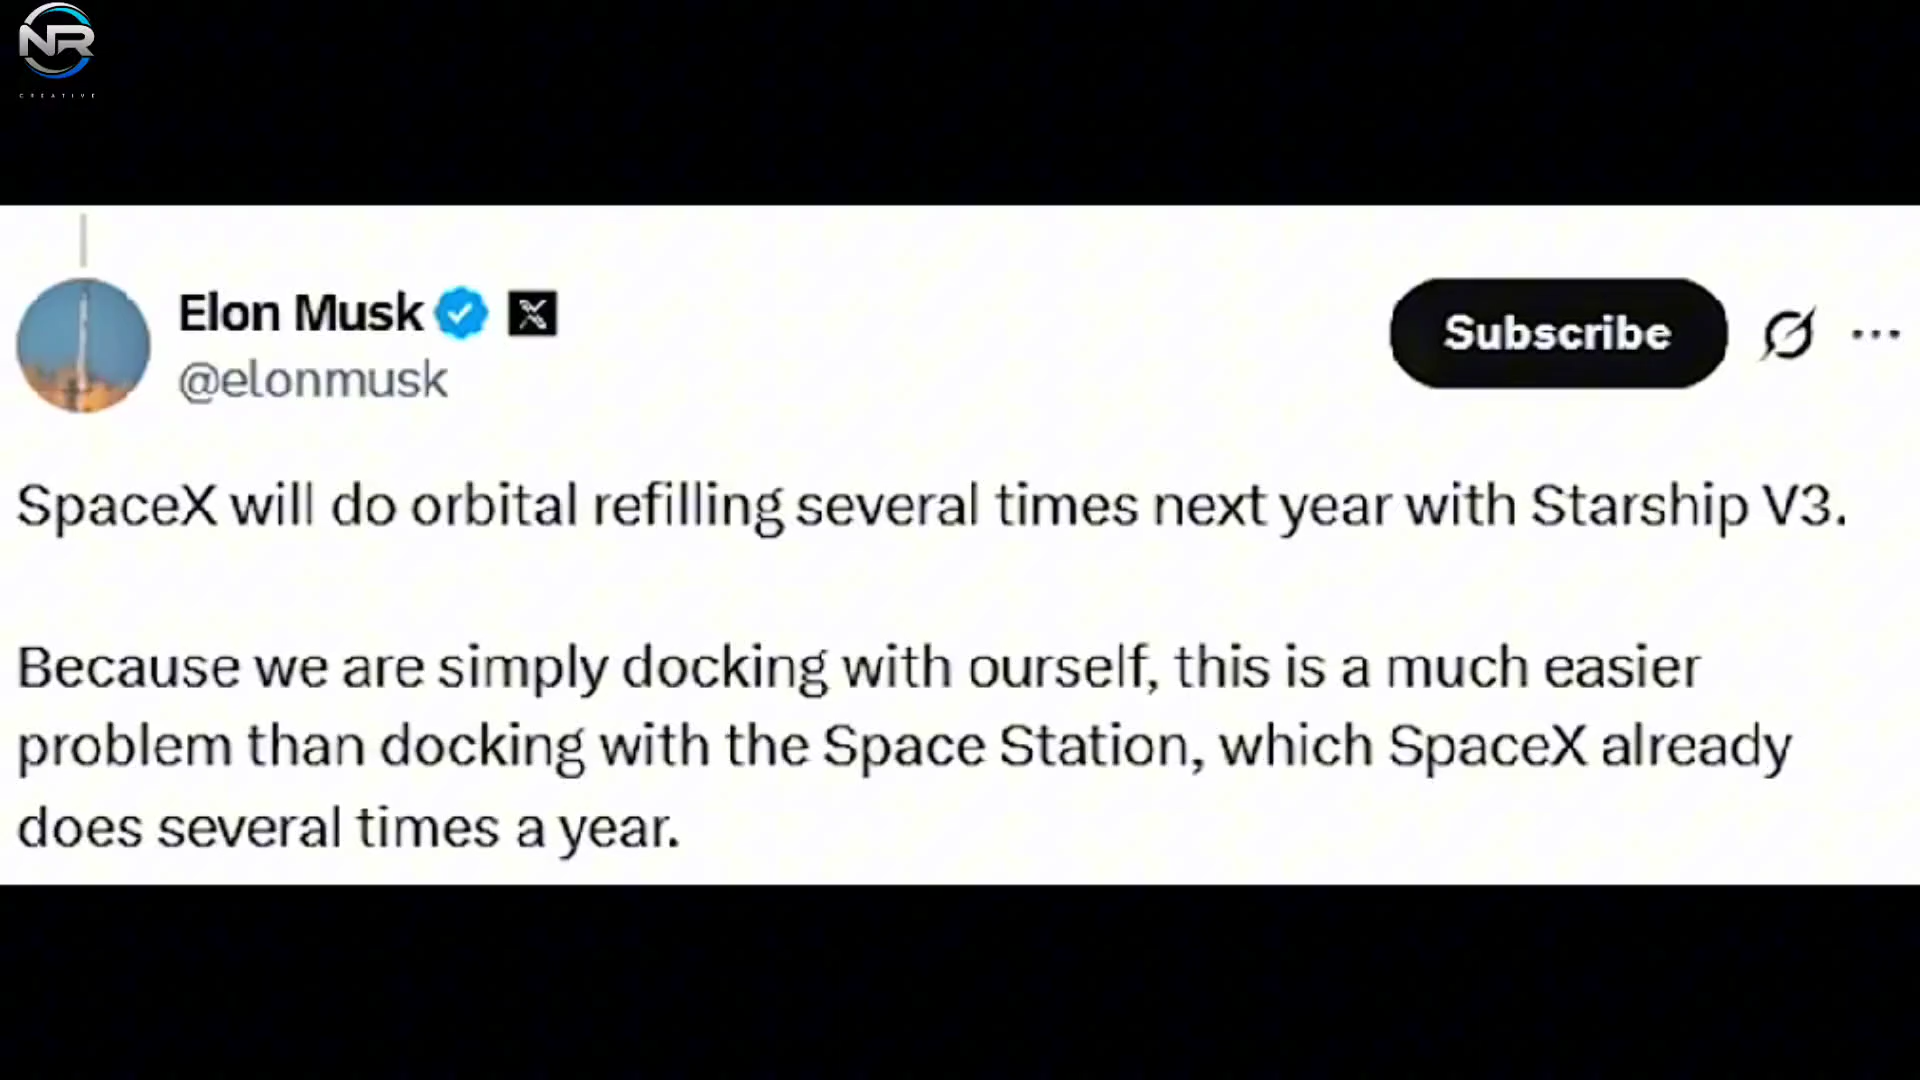 NR
CREATIVE
Elon Musk
@elonmusk
Subscribe
SpaceX will do orbital refilling several times next year with Starship V3.
Because we are simply docking with ourself, this is a much easier
problem than docking with the Space Station, which SpaceX already
does several times a year.